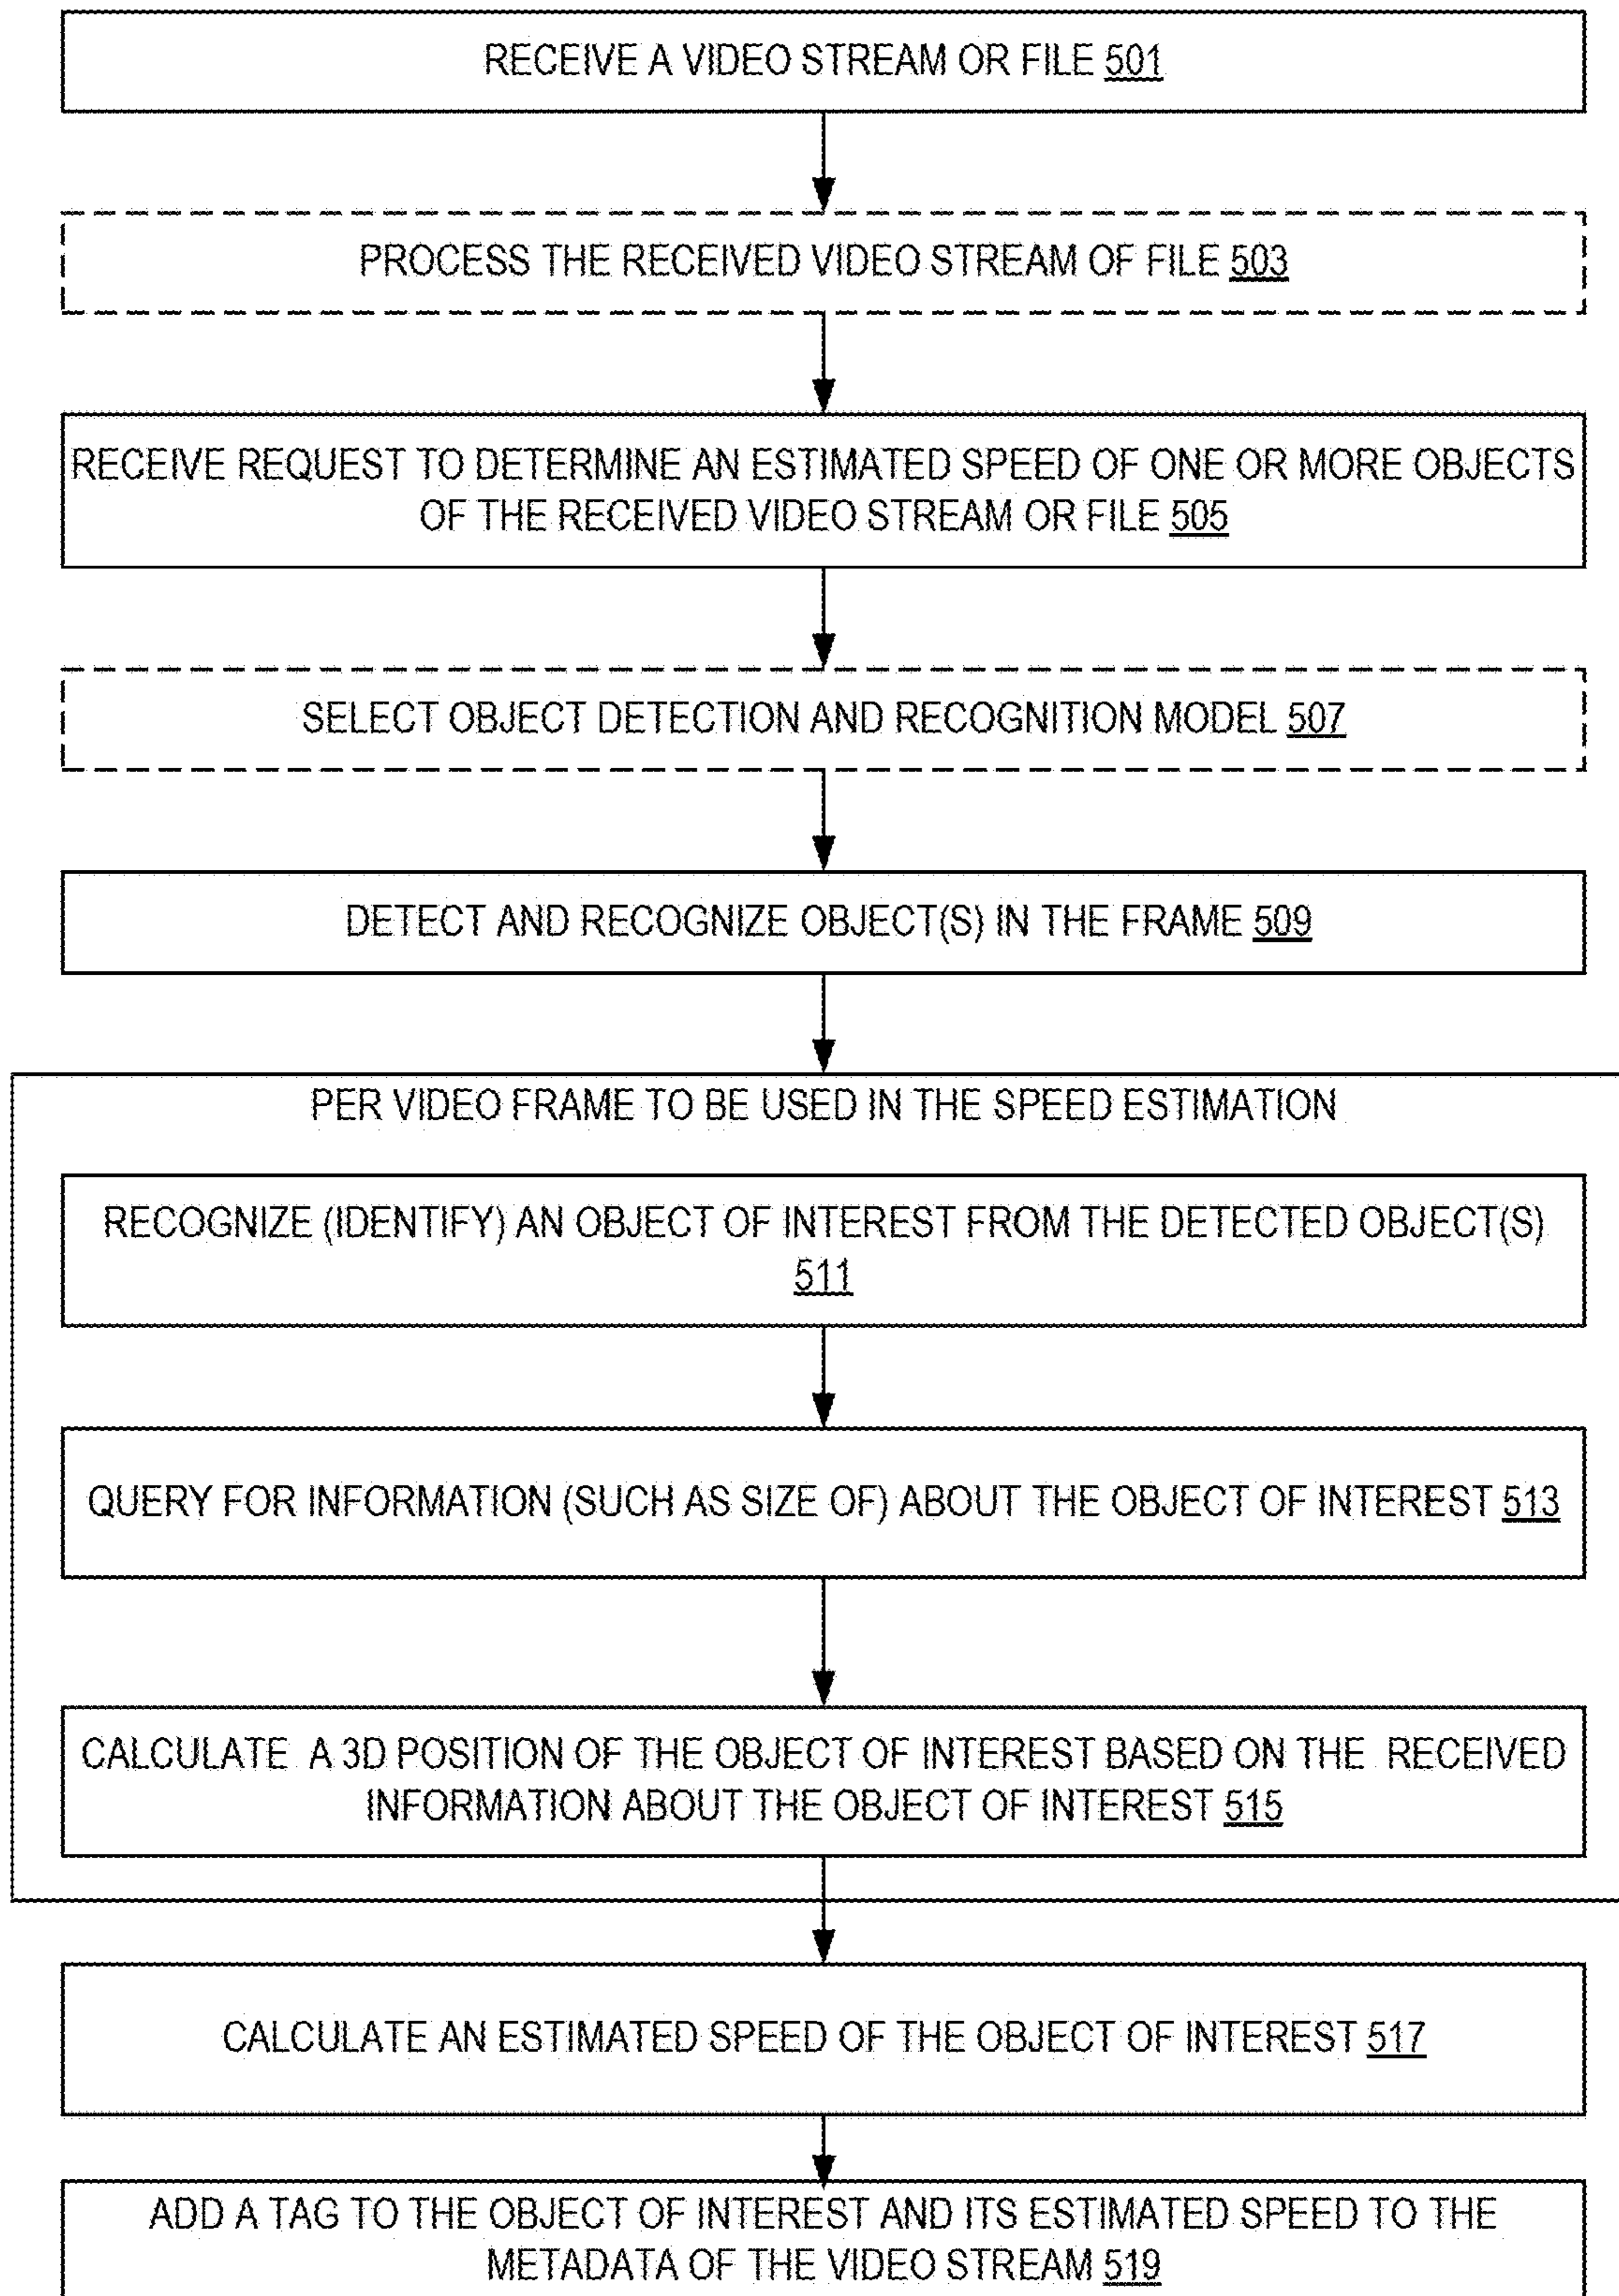 RECEIVE A VIDEO STREAM OR FILE 501
PROCESS THE RECEIVED VIDEO STREAM OF FILE 503
RECEIVE REQUEST TO DETERMINE AN ESTIMATED SPEED OF ONE OR MORE OBJECTS
OF THE RECEIVED VIDEO STREAM OR FILE 505
SELECT OBJECT DETECTION AND RECOGNITION MODEL 507
DETECT AND RECOGNIZE OBJECT(S) IN THE FRAME 509
PER VIDEO FRAME TO BE USED IN THE SPEED ESTIMATION
RECOGNIZE (IDENTIFY) AN OBJECT OF INTEREST FROM THE DETECTED OBJECT(S)
511
QUERY FOR INFORMATION (SUCH AS SIZE OF) ABOUT THE OBJECT OF INTEREST 513
CALCULATE A 3D POSITION OF THE OBJECT OF INTEREST BASED ON THE RECEIVED
INFORMATION ABOUT THE OBJECT OF INTEREST 515
CALCULATE AN ESTIMATED SPEED OF THE OBJECT OF INTEREST 517
ADD A TAG TO THE OBJECT OF INTEREST AND ITS ESTIMATED SPEED TO THE
METADATA OF THE VIDEO STREAM 519